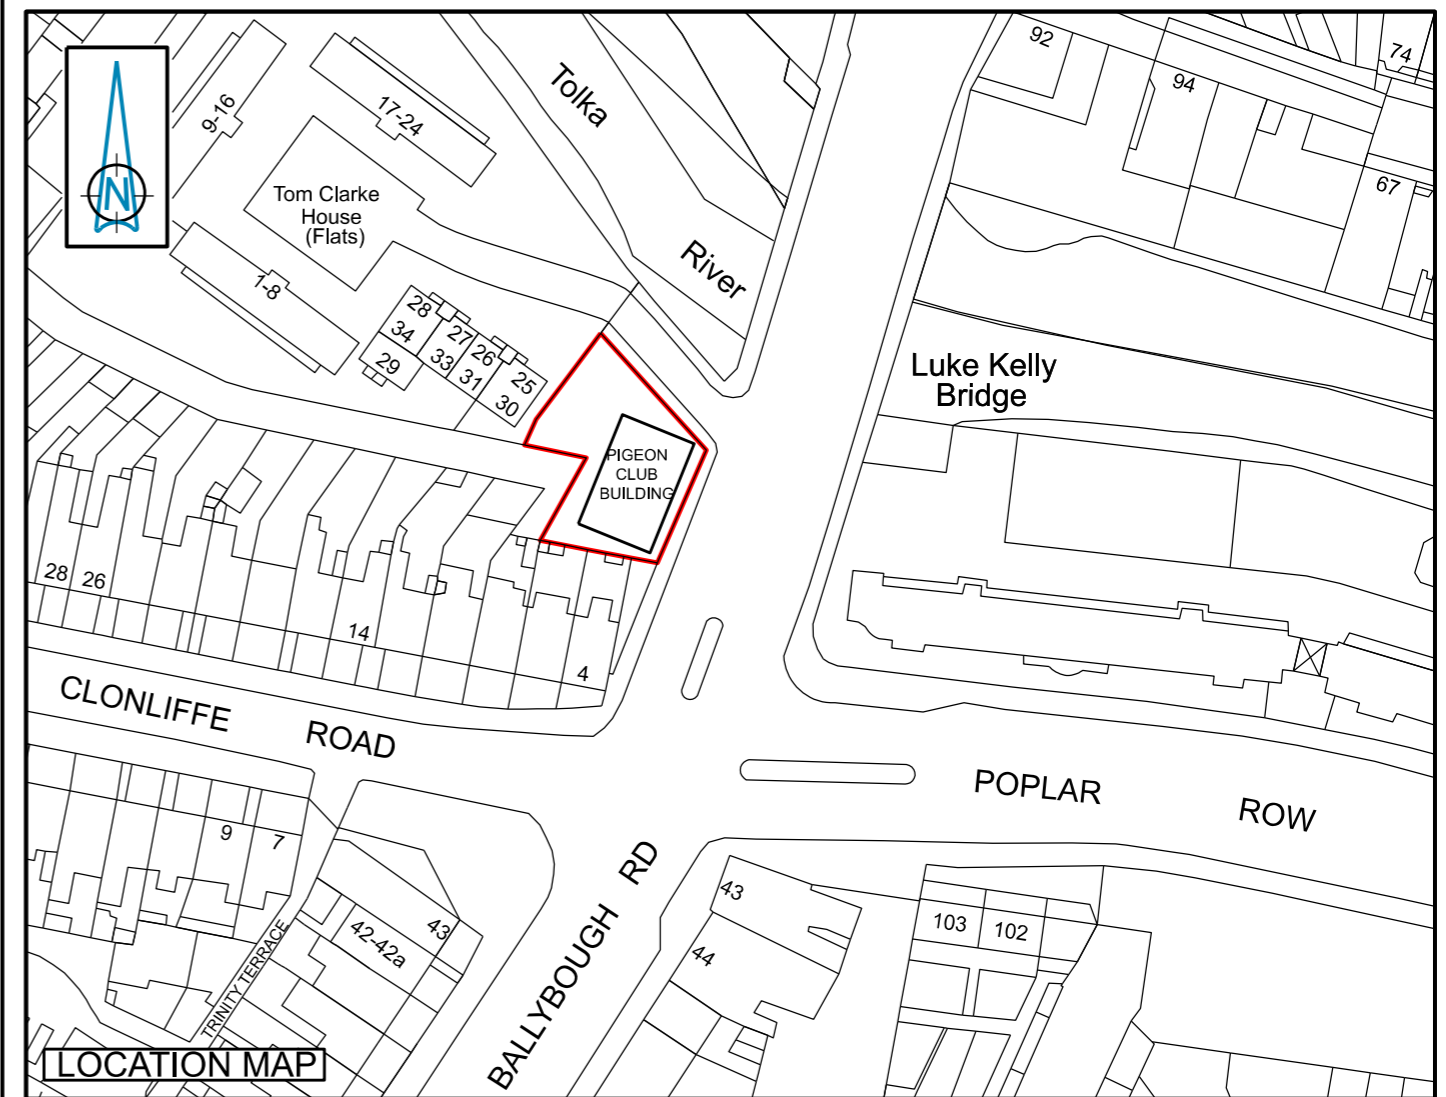 92
74
94
9-16
17-24
Tolka
67
Tom Clarke
House
(Flats)
N
River
1-8
28
34
27
33
26
31
29
25
30
Luke Kelly
Bridge
PIGEON
CLUB
BUILDING
28
26
14
4
CLONLIFFE ROAD
POPLAR ROW
9
7
BALLYBOUGH RD
43
42-42a
43
44
103
102
TRINITY TERRACE
LOCATION MAP